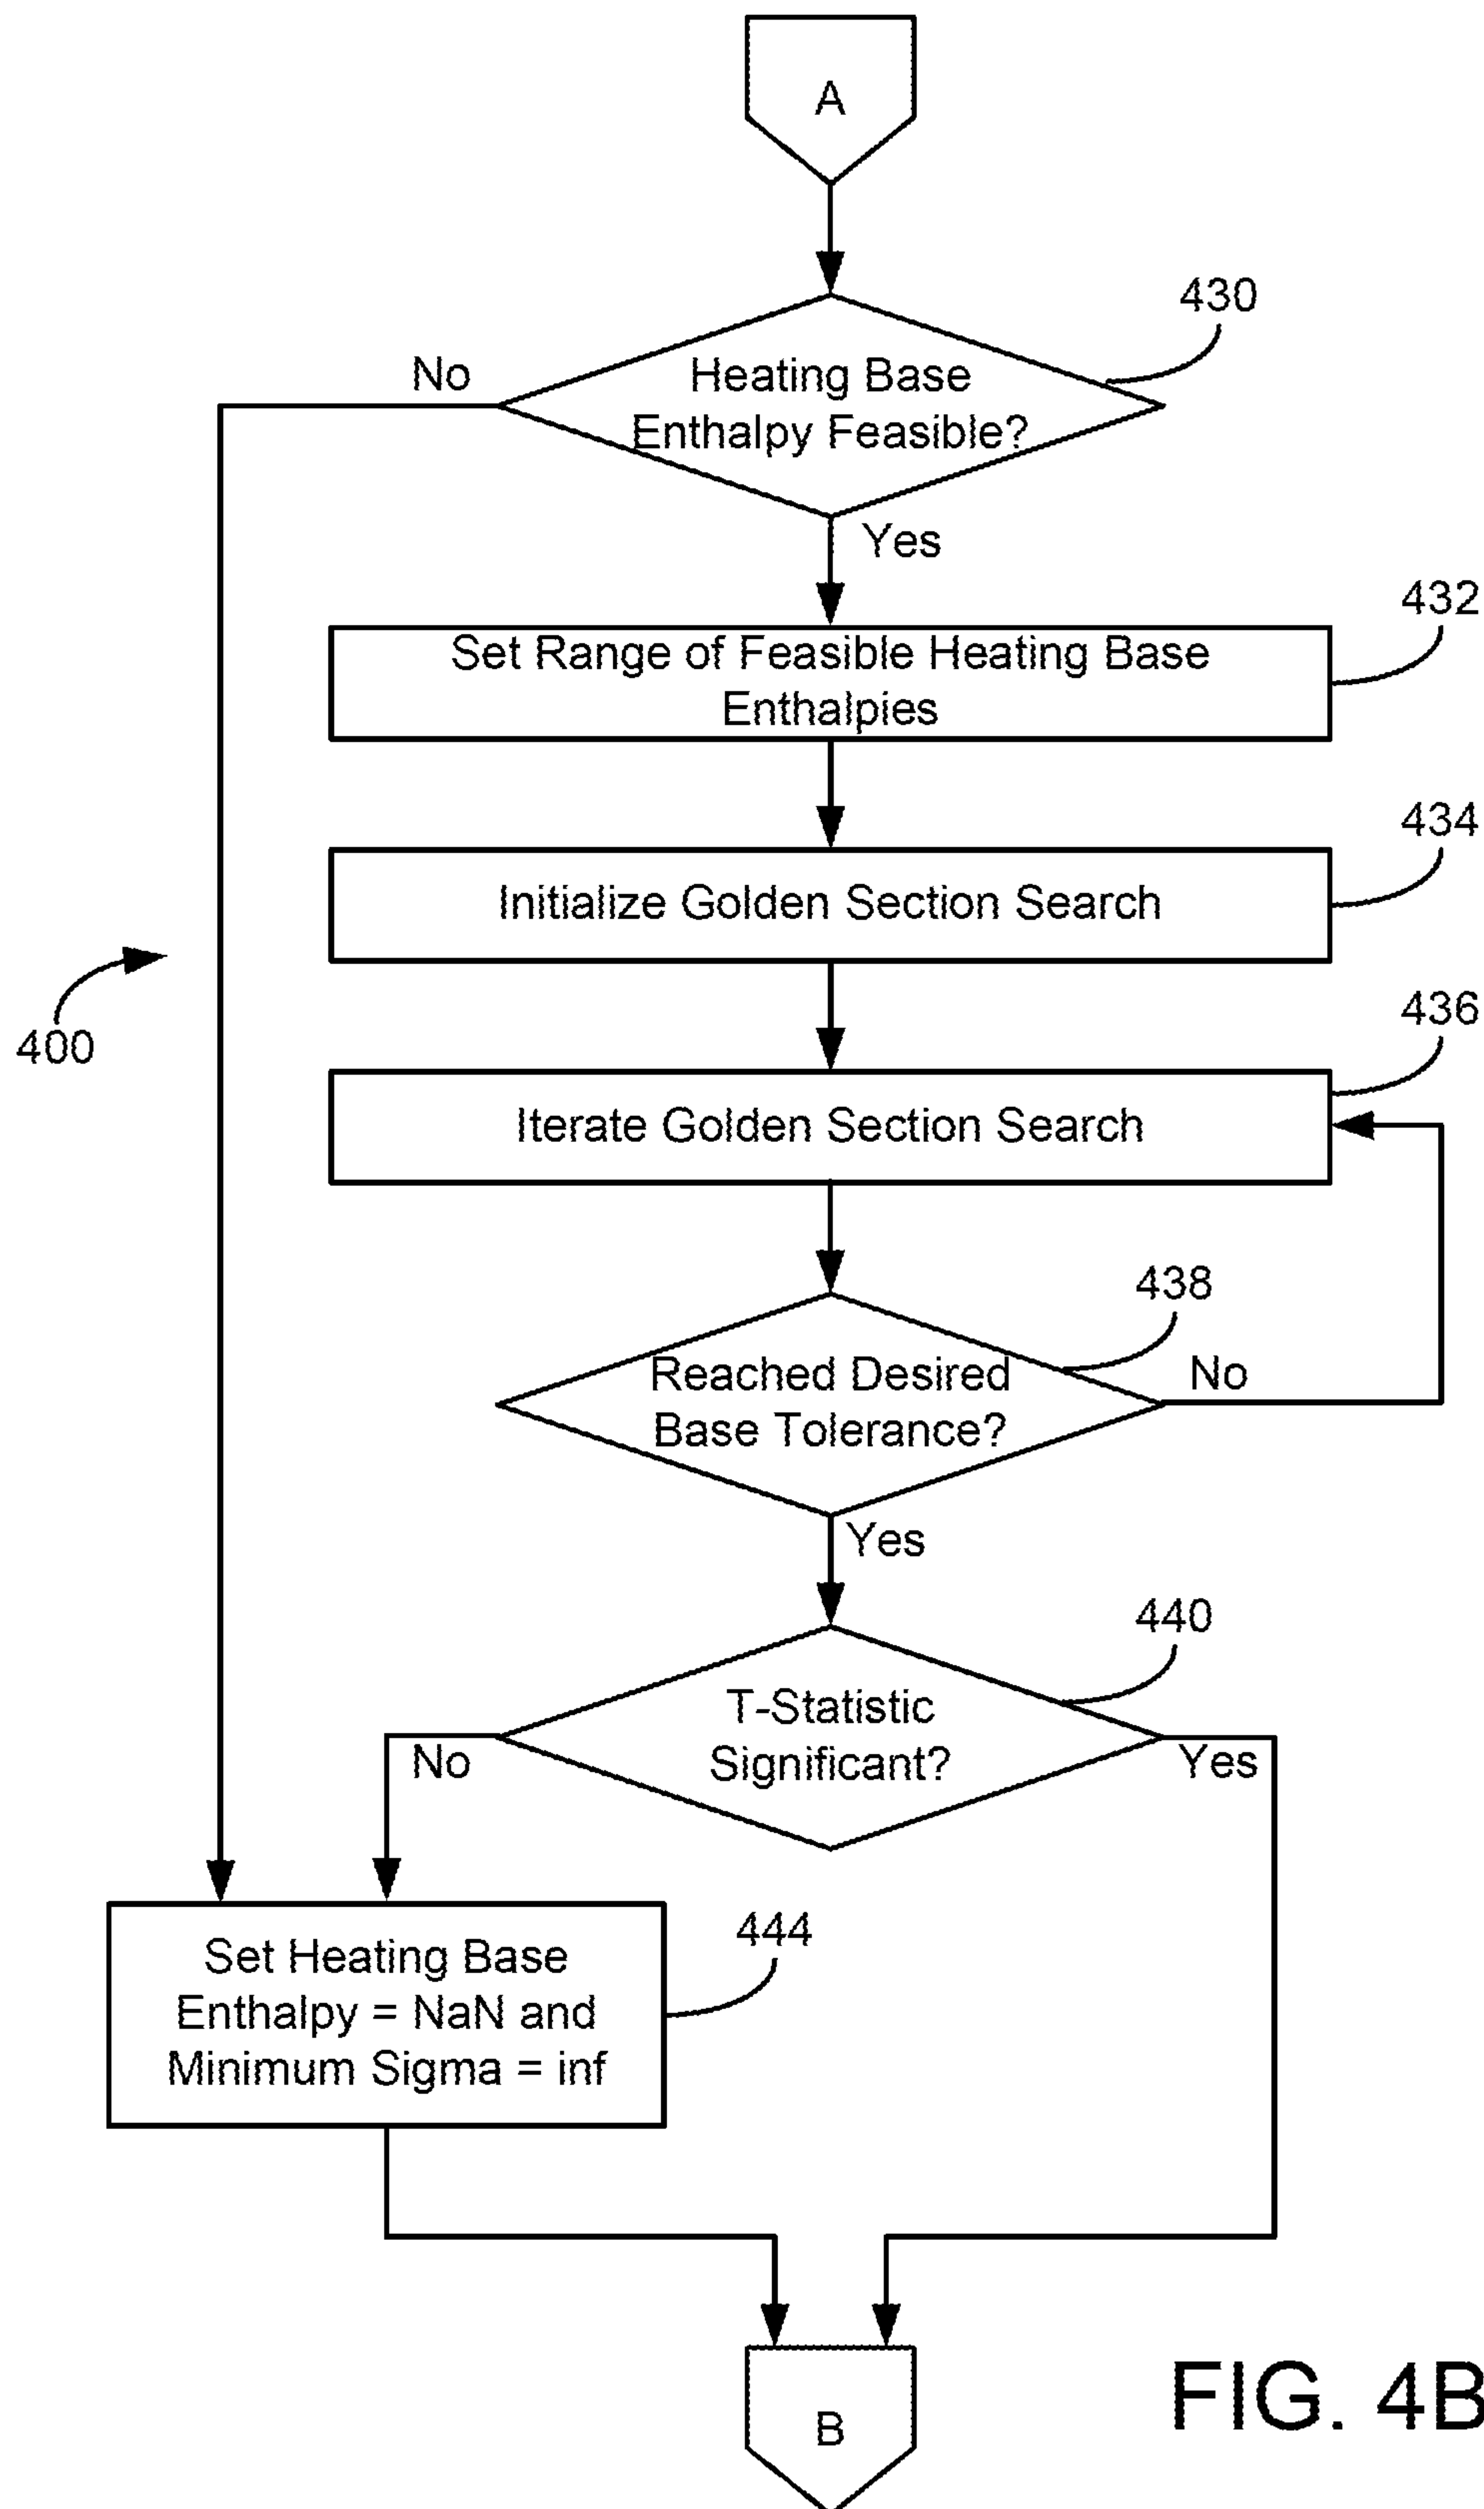 A
430
No
Heating Base
Enthalpy Feasible?
Yes
432
Set Range of Feasible Heating Base
Enthalpies
434
Initialize Golden Section Search
400
436
Iterate Golden Section Search
438
Reached Desired
Base Tolerance?
No
Yes
440
T-Statistic
Significant?
No
Yes
444
Set Heating Base
Enthalpy = NaN and
Minimum Sigma = inf
B
FIG. 4B